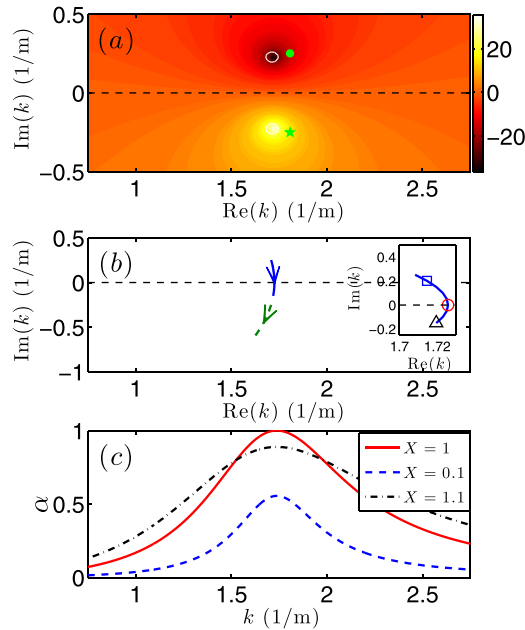 (a)
Im(k) (1/m)
0.5
0
-0.5
1
1.5
2
2.5
Re(k) (1/m)
20
0
-20
(b)
Im(k) (1/m)
0.5
0
-0.5
-1
1
1.5
2
2.5
Re(k) (1/m)
Im(k)
0.4
0.2
0
-0.2
1.7
1.72
Re(k)
(c)
α
1
0.5
0
1
1.5
2
2.5
k (1/m)
X = 1
X = 0.1
X = 1.1